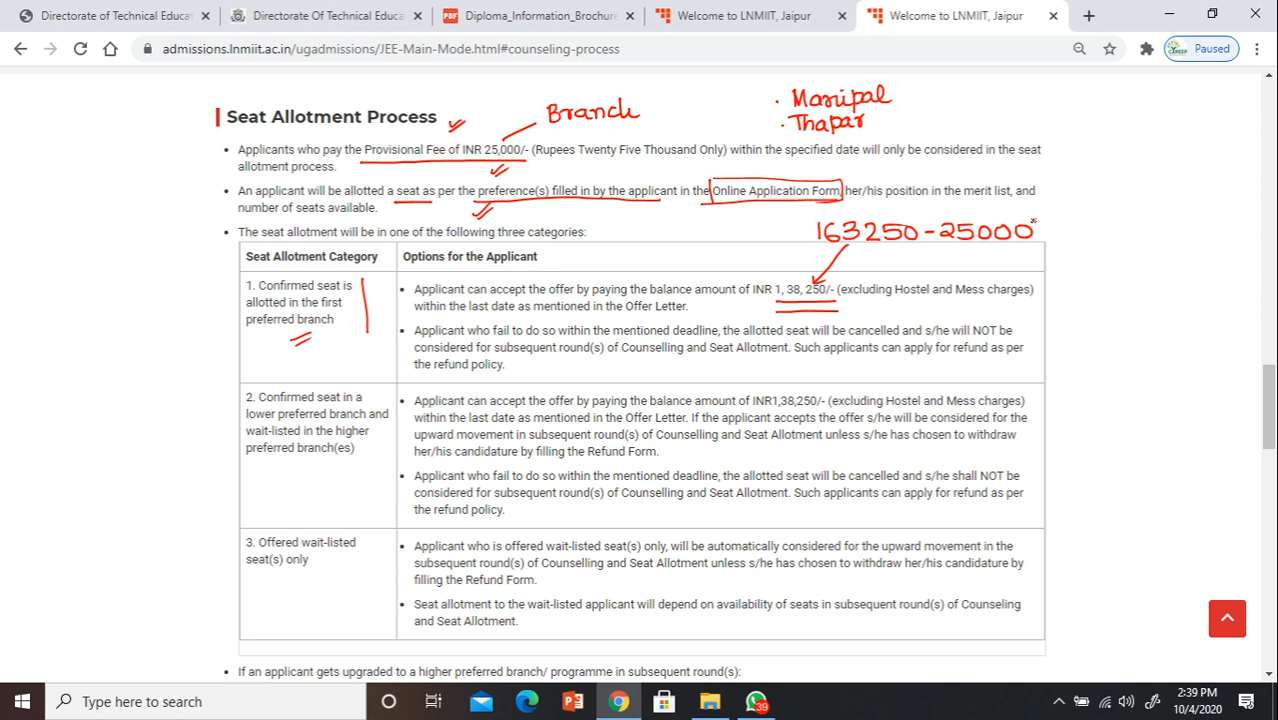 Directorate of Technical Educat
Directorate Of Technical Educa
PDF
Diploma_Information_Brochure
Welcome to LNMIIT, Jaipur
Welcome to LNMIIT, Jaipur
admissions.lnmiit.ac.in/ugadmissions/JEE-Main-Mode.html#counseling-process
Paused
Branch
• Manipal
• Thapar
Seat Allotment Process
• Applicants who pay the Provisional Fee of INR 25,000/- (Rupees Twenty Five Thousand Only) within the specified date will only be considered in the seat
allotment process.
• An applicant will be allotted a seat as per the preference(s) filled in by the applicant in the Online Application Form, her/his position in the merit list, and
number of seats available.
• The seat allotment will be in one of the following three categories:
163250-25000
Seat Allotment Category
Options for the Applicant
1. Confirmed seat is
allotted in the first
preferred branch
• Applicant can accept the offer by paying the balance amount of INR 1, 38, 250/- (excluding Hostel and Mess charges)
within the last date as mentioned in the Offer Letter.
• Applicant who fail to do so within the mentioned deadline, the allotted seat will be cancelled and s/he will NOT be
considered for subsequent round(s) of Counselling and Seat Allotment. Such applicants can apply for refund as per
the refund policy.
2. Confirmed seat in a
lower preferred branch and
wait-listed in the higher
preferred branch(es)
• Applicant can accept the offer by paying the balance amount of INR1,38,250/- (excluding Hostel and Mess charges)
within the last date as mentioned in the Offer Letter. If the applicant accepts the offer s/he will be considered for the
upward movement in subsequent round(s) of Counselling and Seat Allotment unless s/he has chosen to withdraw
her/his candidature by filling the Refund Form.
• Applicant who fail to do so within the mentioned deadline, the allotted seat will be cancelled and s/he shall NOT be
considered for subsequent round(s) of Counselling and Seat Allotment. Such applicants can apply for refund as per
the refund policy.
3. Offered wait-listed
seat(s) only
• Applicant who is offered wait-listed seat(s) only, will be automatically considered for the upward movement in the
subsequent round(s) of Counselling and Seat Allotment unless s/he has chosen to withdraw her/his candidature by
filling the Refund Form.
• Seat allotment to the wait-listed applicant will depend on availability of seats in subsequent round(s) of Counseling
and Seat Allotment.
• If an applicant gets upgraded to a higher preferred branch/ programme in subsequent round(s):
Type here to search
39
2:39 PM
10/4/2020